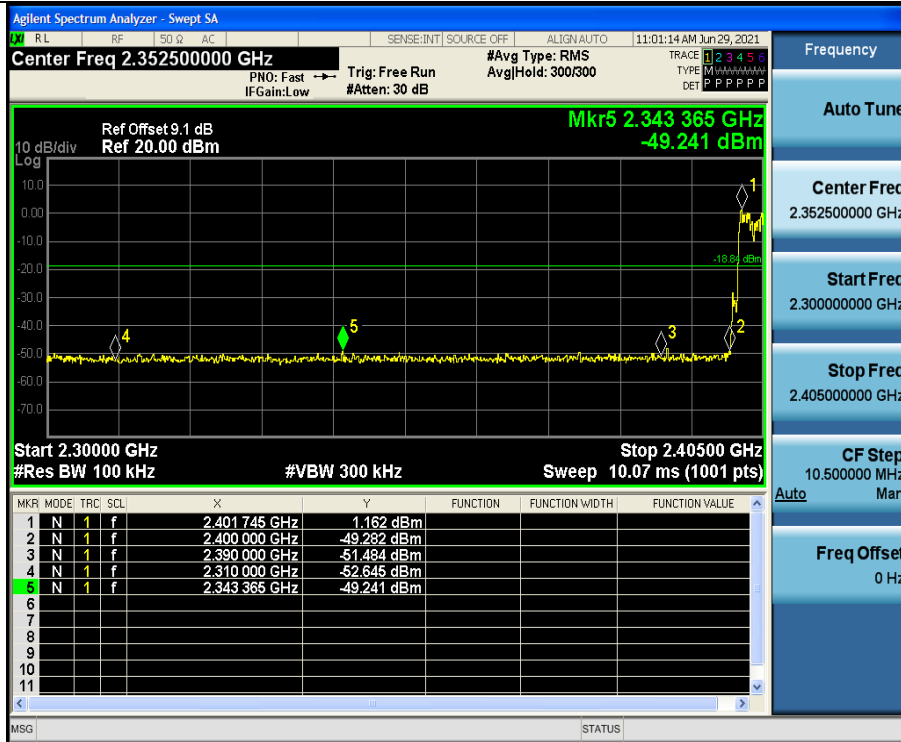 Agilent Spectrum Analyzer - Swept SA
LXI RL RF 50 Ω AC SENSE:INT SOURCE OFF ALIGN AUTO 11:01:14 AM Jun 29, 2021
Center Freq 2.352500000 GHz
PNO: Fast
IFGain:Low
Trig: Free Run
#Atten: 30 dB
#Avg Type: RMS
Avg|Hold: 300/300
TRACE 1 2 3 4 5 6
TYPE M
DET P P P P P P
Mkr5 2.343 365 GHz
-49.241 dBm
Ref Offset 9.1 dB
Ref 20.00 dBm
10 dB/div
Log
10.0
0.00
-10.0
-20.0
-30.0
-40.0
-50.0
-60.0
-70.0
1
-18.84 dBm
4
5
3
2
Start 2.30000 GHz
Stop 2.40500 GHz
#Res BW 100 kHz
#VBW 300 kHz
Sweep 10.07 ms (1001 pts)
MKR MODE TRC SCL X Y FUNCTION FUNCTION WIDTH FUNCTION VALUE
1 N 1 f 2.401 745 GHz 1.162 dBm
2 N 1 f 2.400 000 GHz -49.282 dBm
3 N 1 f 2.390 000 GHz -51.484 dBm
4 N 1 f 2.310 000 GHz -52.645 dBm
5 N 1 f 2.343 365 GHz -49.241 dBm
6
7
8
9
10
11
MSG
STATUS
Frequency
Auto Tune
Center Freq
2.352500000 GHz
Start Freq
2.300000000 GHz
Stop Freq
2.405000000 GHz
CF Step
10.500000 MHz
Auto Man
Freq Offset
0 Hz